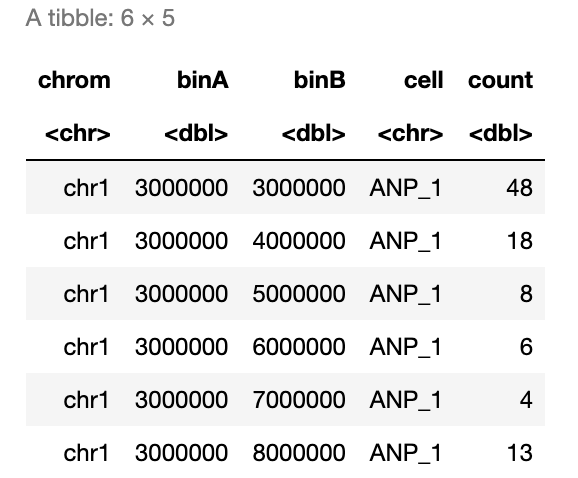 A tibble: 6 × 5
chrom binA binB cell count
<chr> <dbl> <dbl> <chr> <dbl>
chr1 3000000 3000000 ANP_1 48
chr1 3000000 4000000 ANP_1 18
chr1 3000000 5000000 ANP_1 8
chr1 3000000 6000000 ANP_1 6
chr1 3000000 7000000 ANP_1 4
chr1 3000000 8000000 ANP_1 13